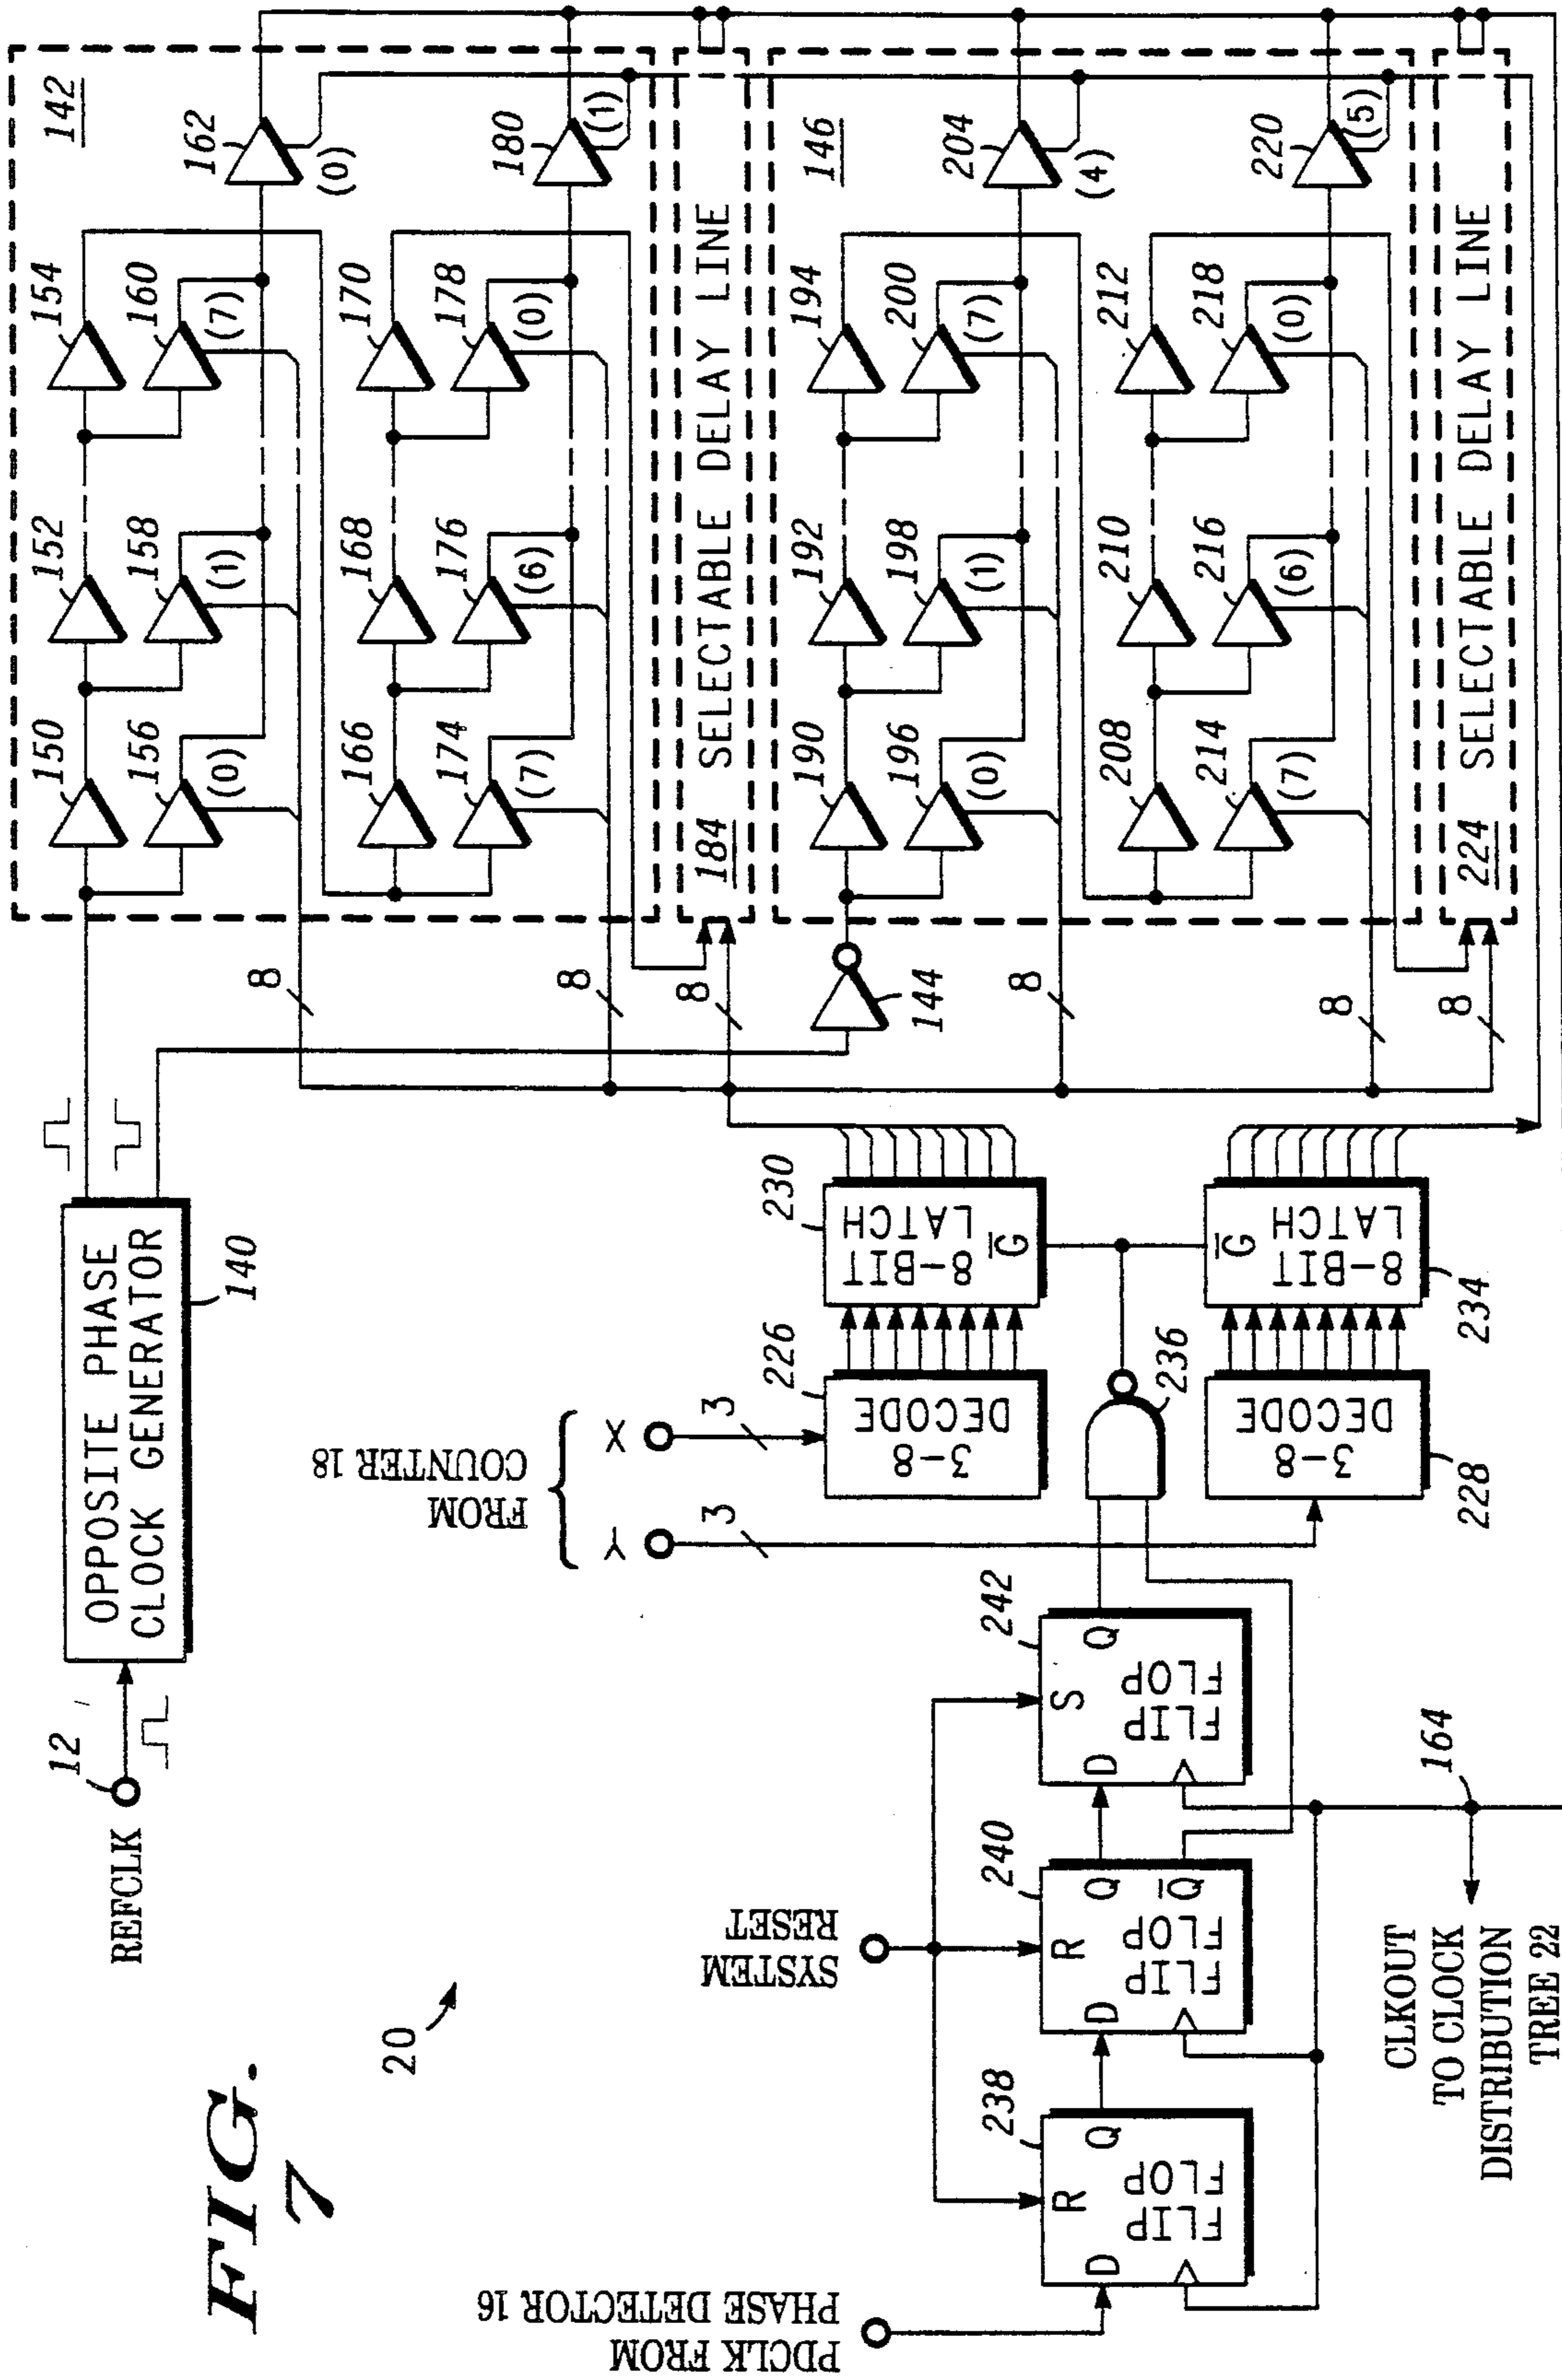 FIG. 7
20
REFCLK
12
OPPOSITE PHASE
CLOCK GENERATOR
140
142
150
152
154
156
(0)
158
(1)
160
(7)
162
(0)
166
168
170
174
(7)
176
(6)
178
(0)
180
(1)
8
8
8
184 SELECTABLE DELAY LINE
144
146
190
192
194
196
(0)
198
(1)
200
(7)
204
(4)
208
210
212
214
(7)
216
(6)
218
(0)
220
(5)
8
8
8
224 SELECTABLE DELAY LINE
FROM
COUNTER 18
X
Y
3
3
226
3-8
DECODE
230
8-BIT
LATCH
G
236
228
3-8
DECODE
234
8-BIT
LATCH
G
SYSTEM
RESET
PDCLK FROM
PHASE DETECTOR 16
238
D
R
Q
FLIP
FLOP
240
D
R
Q
Q
FLIP
FLOP
242
D
S
Q
FLIP
FLOP
164
CLKOUT
TO CLOCK
DISTRIBUTION
TREE 22